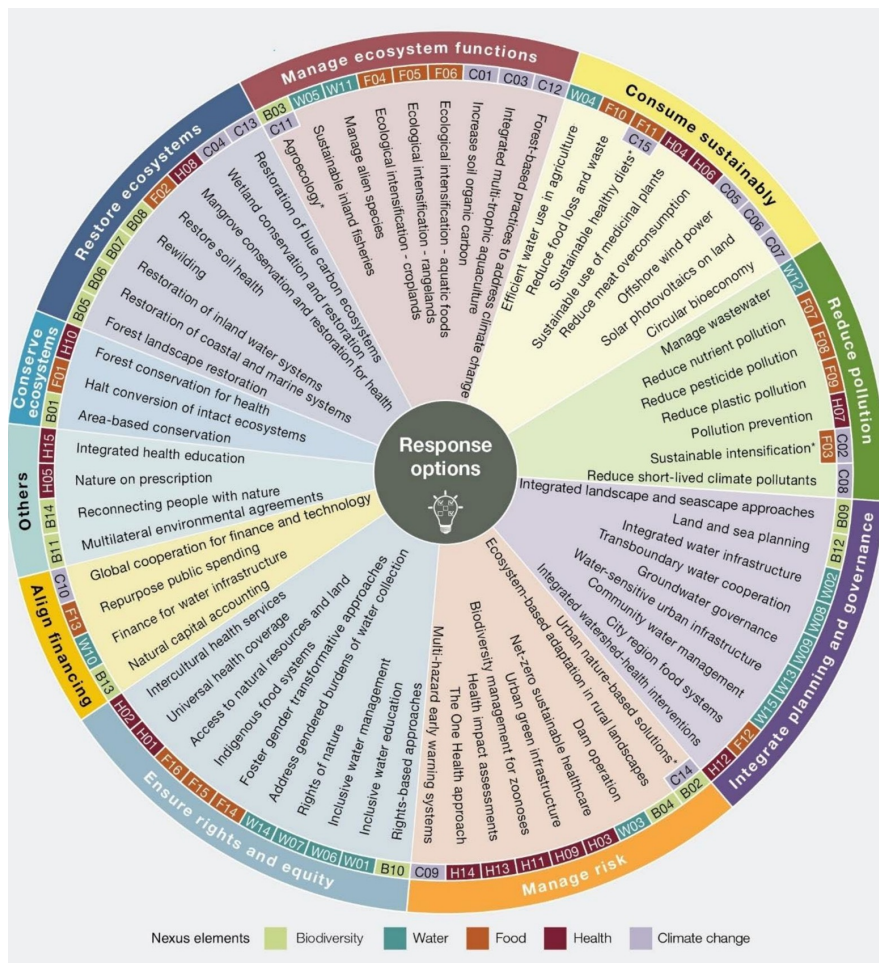 Response
options
Manage ecosystem functions
B03
C11
W05
W11
F04
F05
F06
C01
C03
C12
Agroecology*
Sustainable inland fisheries
Manage alien species
Ecological intensification - croplands
Ecological intensification - rangelands
Ecological intensification - aquatic foods
Increase soil organic carbon
Integrated multi-trophic aquaculture
Forest-based practices to address climate change
Consume sustainably
W04
F10
F11
C15
H04
H06
C05
C06
C07
Efficient water use in agriculture
Reduce food loss and waste
Sustainable healthy diets*
Sustainable use of medicinal plants
Reduce meat overconsumption
Offshore wind power
Solar photovoltaics on land
Circular bioeconomy
Reduce pollution
W12
F07
F08
F09
H07
C02
F03
C08
Manage wastewater
Reduce nutrient pollution
Reduce pesticide pollution
Reduce plastic pollution
Pollution prevention
Sustainable intensification*
Reduce short-lived climate pollutants
Integrate planning and governance
B09
B12
W02
W08
W09
W13
W15
F12
H12
Integrated landscape and seascape approaches
Land and sea planning
Integrated water infrastructure
Transboundary water cooperation
Groundwater governance
Water-sensitive urban infrastructure
Community water management
City region food systems
Integrated watershed-health interventions
Manage risk
B02
C14
B04
W03
H03
H09
H11
H13
H14
C09
Urban nature-based solutions*
Ecosystem-based adaptation in rural landscapes
Dam operation
Net-zero sustainable healthcare
Urban green infrastructure
Biodiversity management for zoonoses
Health impact assessments
The One Health approach
Multi-hazard early warning systems
Ensure rights and equity
B10
W01
W06
W07
W14
F14
F15
F16
H01
H02
Rights-based approaches
Inclusive water education
Inclusive water management
Rights of nature
Address gendered burdens of water collection
Foster gender transformative approaches
Indigenous food systems
Access to natural resources and land
Universal health coverage
Intercultural health services
Align financing
B13
W10
F13
C10
Natural capital accounting
Finance for water infrastructure
Repurpose public spending
Global cooperation for finance and technology
Others
B11
B14
H05
H15
Multilateral environmental agreements
Reconnecting people with nature
Nature on prescription
Integrated health education
Conserve
ecosystems
B01
F01
H10
Area-based conservation
Halt conversion of intact ecosystems
Forest conservation for health
Restore ecosystems
B05
B06
B07
B08
F02
H08
C04
C13
Forest landscape restoration
Restoration of coastal and marine systems
Restoration of inland water systems
Rewilding
Restore soil health
Mangrove conservation and restoration for health
Wetland conservation and restoration
Restoration of blue carbon ecosystems
Nexus elements
Biodiversity
Water
Food
Health
Climate change